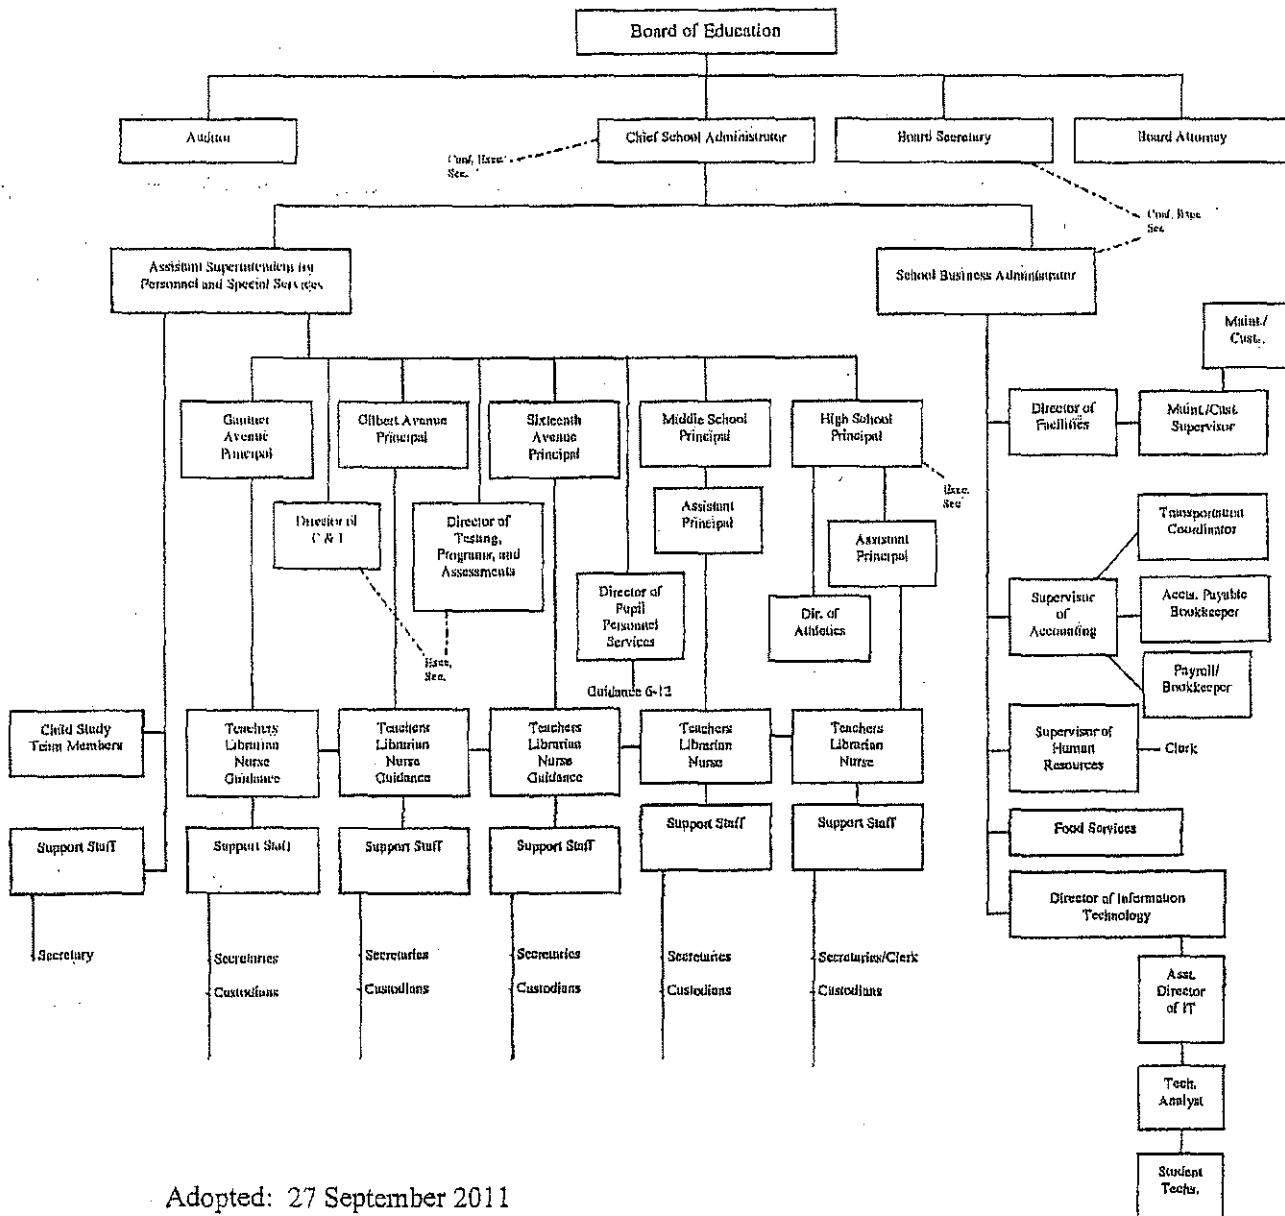 Board of Education
Auditor
Chief School Administrator
Board Secretary
Board Attorney
Conf. Exec.
Sec.
Conf. Exec.
Sec.
Assistant Superintendent for
Personnel and Special Services
School Business Administrator
Maint./
Cust.
Avenue
Principal
Gilbert Avenue
Principal
Sixteenth
Avenue
Principal
Middle School
Principal
High School
Principal
Director of
Facilities
Maint./Cust.
Supervisor
Exec.
Sec.
Director of
C & I
Director of
Testing,
Programs, and
Assessments
Assistant
Principal
Assistant
Principal
Transportation
Coordinator
Director of
Pupil
Personnel
Services
Dir. of
Athletics
Supervisor
of
Accounting
Accts. Payable
Bookkeeper
Exec.
Sec.
Guidance 6-12
Payroll/
Bookkeeper
Child Study
Team Members
Teachers
Librarian
Nurse
Guidance
Teachers
Librarian
Nurse
Guidance
Teachers
Librarian
Nurse
Guidance
Teachers
Librarian
Nurse
Teachers
Librarian
Nurse
Supervisor of
Human
Resources
Clerk
Support Staff
Support Staff
Support Staff
Support Staff
Support Staff
Support Staff
Food Services
Director of Information
Technology
Secretary
Secretaries
Secretaries
Secretaries
Secretaries
Secretaries/Clerk
Custodians
Custodians
Custodians
Custodians
Custodians
Asst.
Director
of IT
Tech.
Analyst
Student
Techs.
Adopted: 27 September 2011